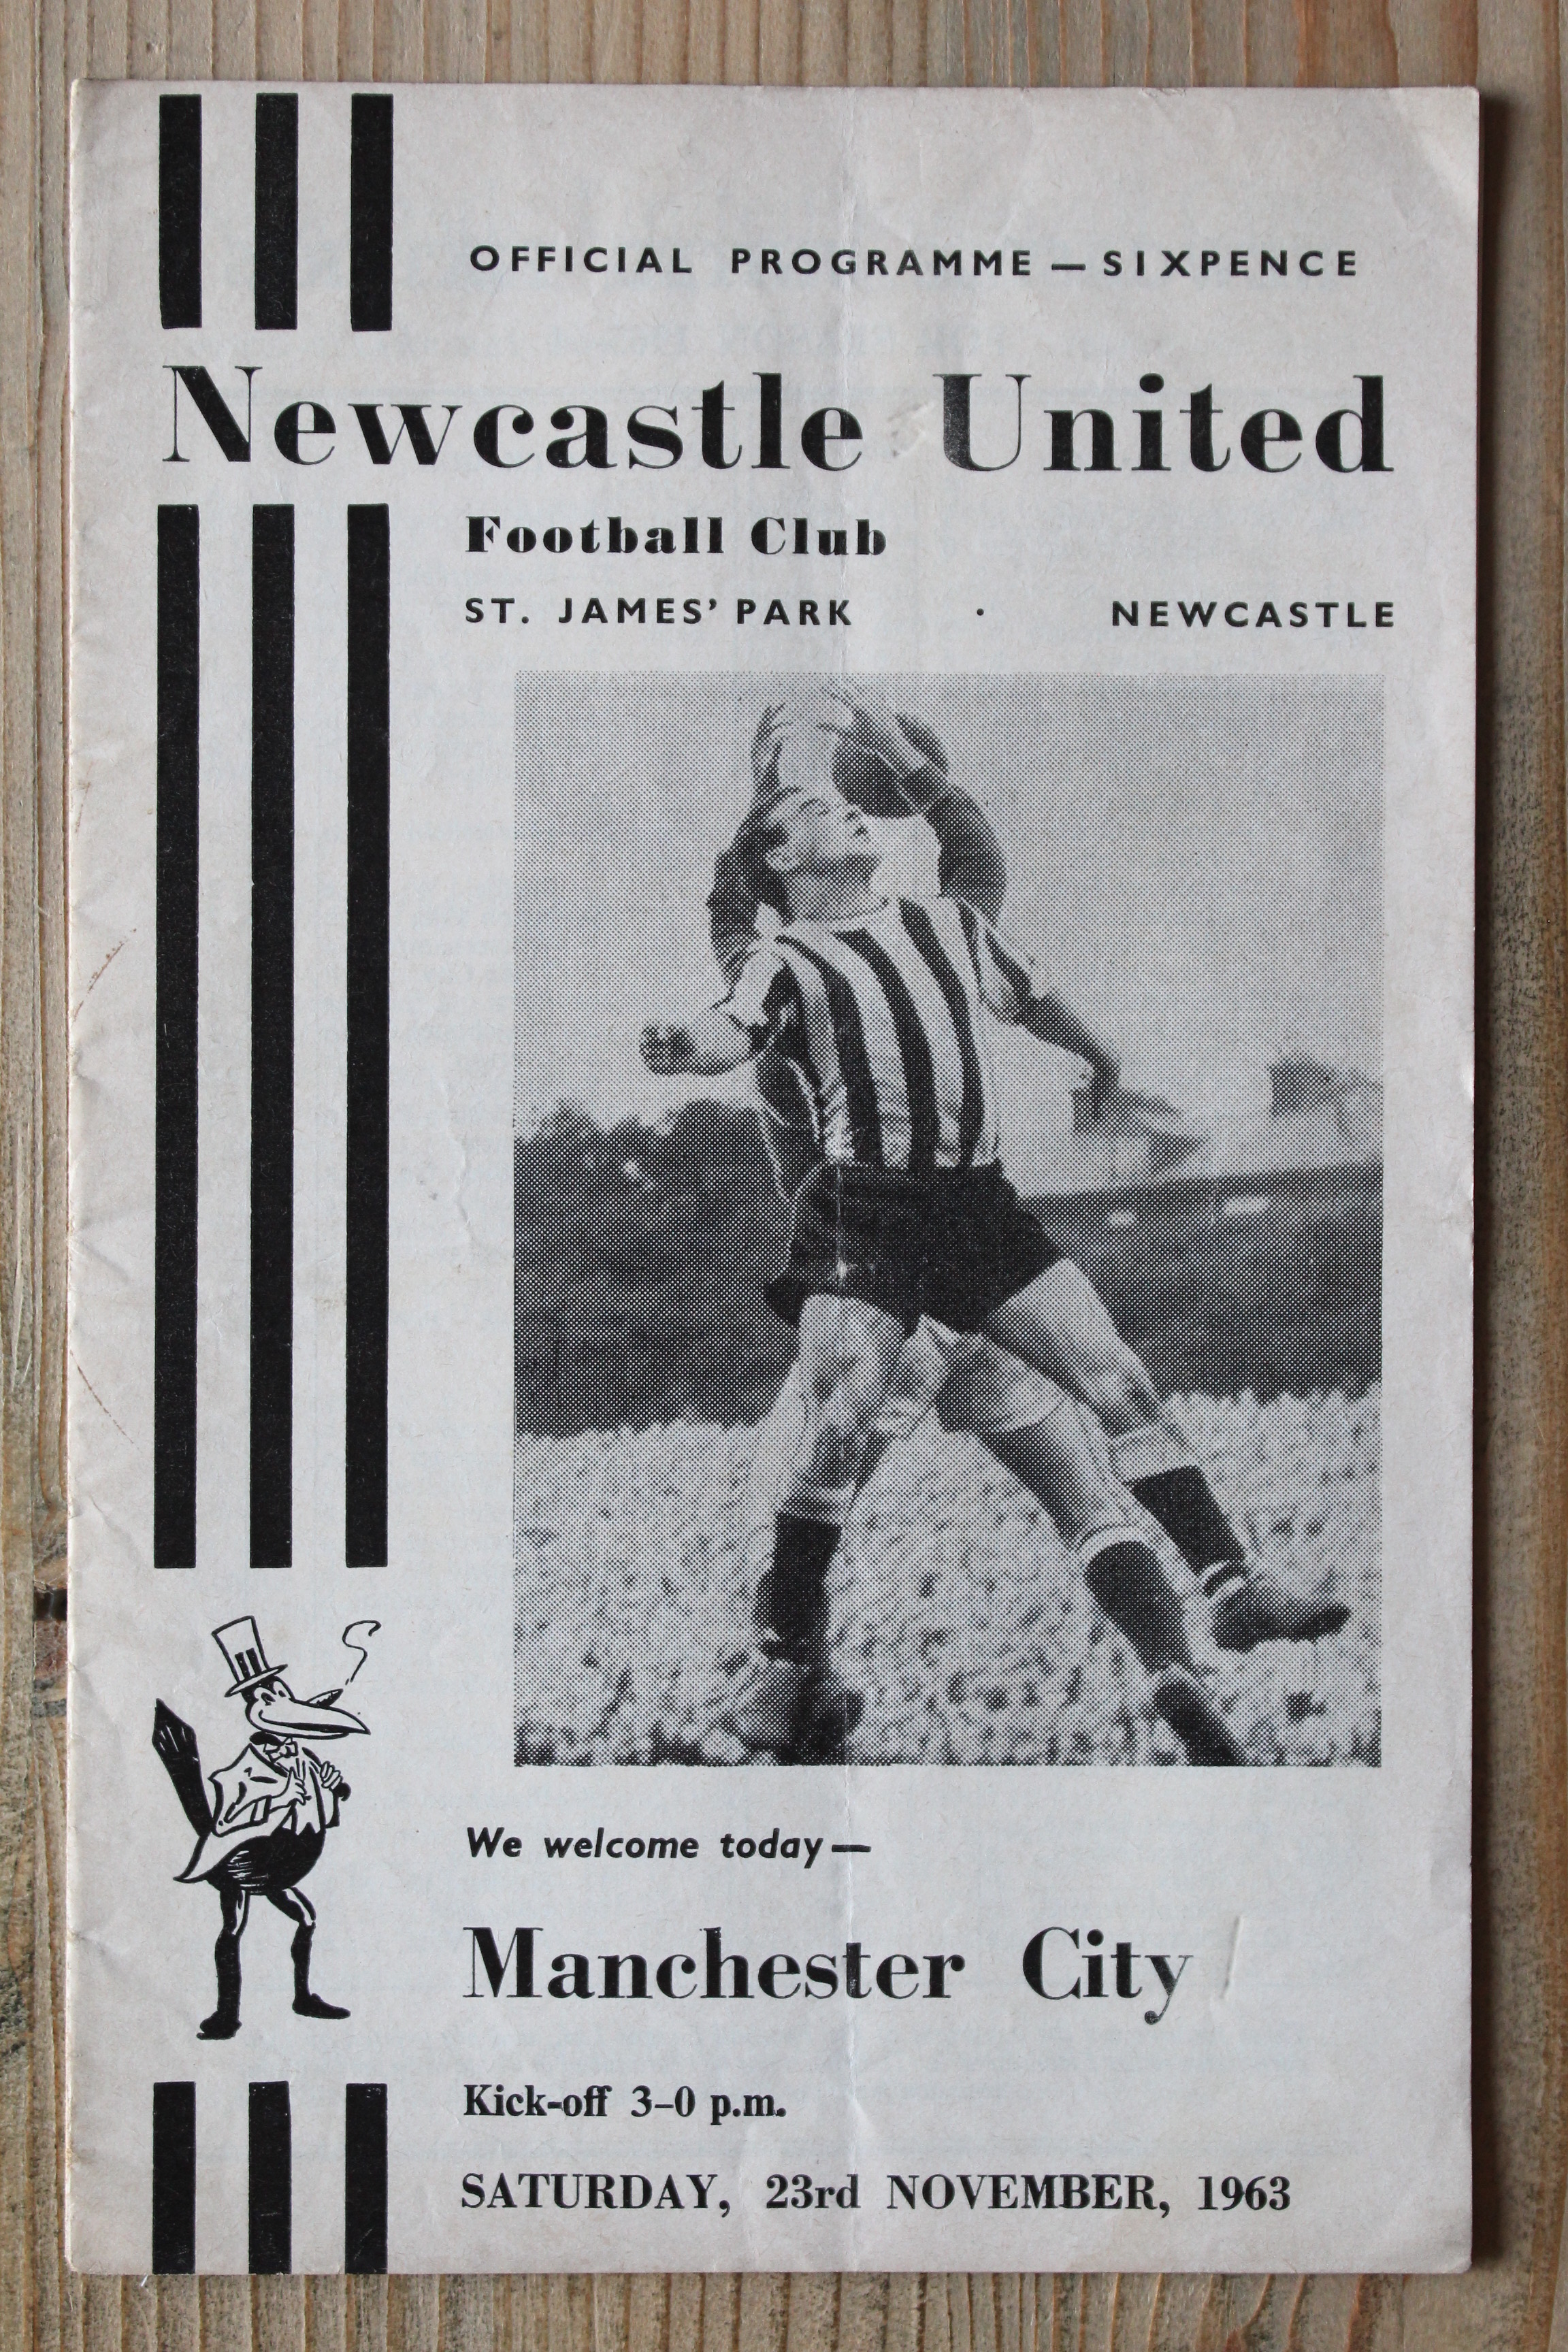 OFFICIAL PROGRAMME — SIXPENCE
Newcastle United
Football Club
ST. JAMES' PARK · NEWCASTLE
We welcome today —
Manchester City
Kick-off 3–0 p.m.
SATURDAY, 23rd NOVEMBER, 1963